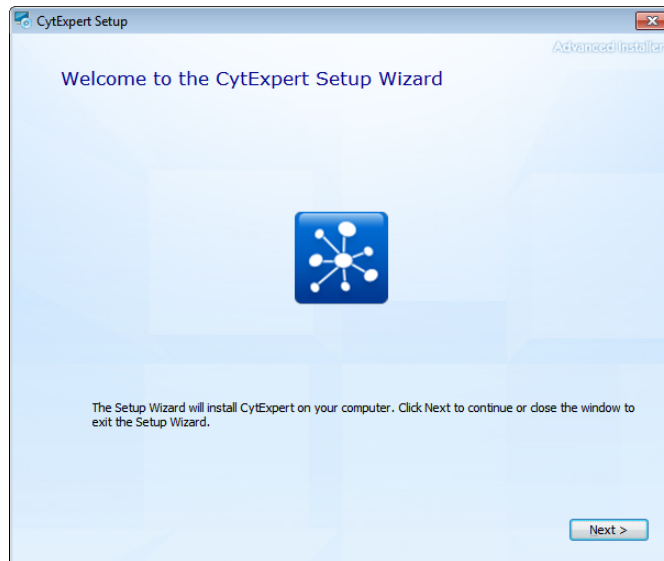 CytExpert Setup
Advanced Installer
Welcome to the CytExpert Setup Wizard
The Setup Wizard will install CytExpert on your computer. Click Next to continue or close the window to
exit the Setup Wizard.
Next >